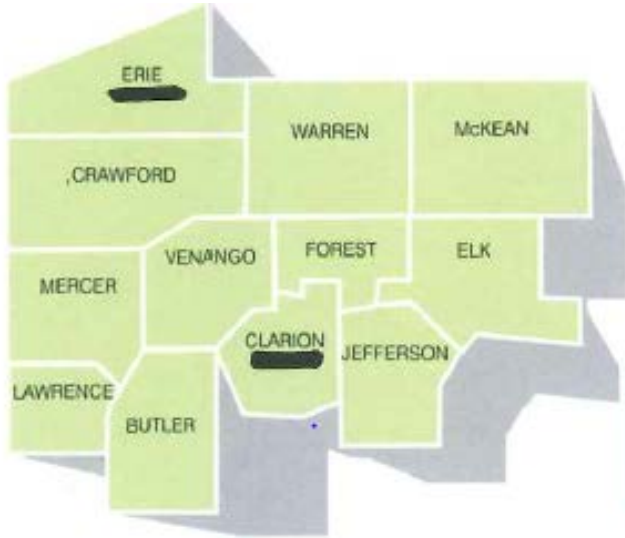 ERIE
WARREN
McKEAN
,CRAWFORD
VENANGO
FOREST
ELK
MERCER
CLARION
JEFFERSON
LAWRENCE
BUTLER